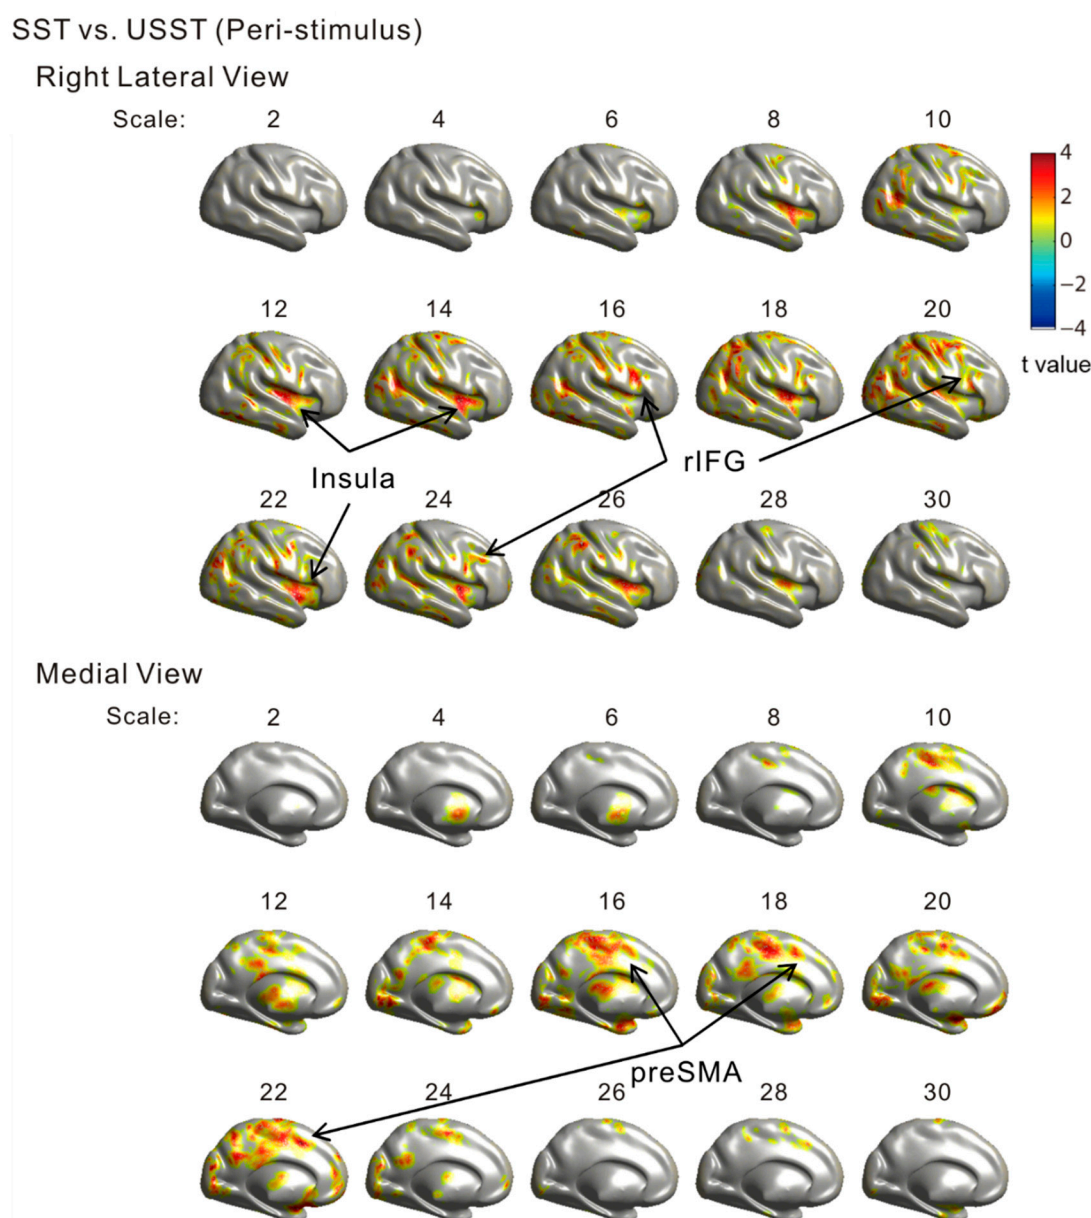 SST vs. USST (Peri-stimulus)
Right Lateral View
Scale: 2 4 6 8 10
4
2
0
−2
−4
t value
12 14 16 18 20
Insula
rIFG
22 24 26 28 30
Medial View
Scale: 2 4 6 8 10
12 14 16 18 20
preSMA
22 24 26 28 30